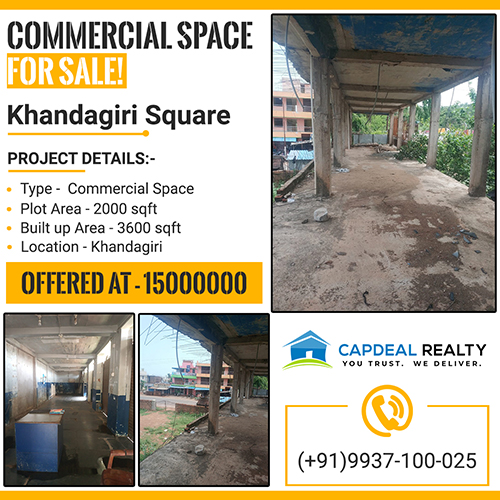 COMMERCIAL SPACE
FOR SALE!
Khandagiri Square
PROJECT DETAILS:-
• Type - Commercial Space
• Plot Area - 2000 sqft
• Built up Area - 3600 sqft
• Location - Khandagiri
OFFERED AT - 15000000
CAPDEAL REALTY
YOU TRUST. WE DELIVER.
(+91)9937-100-025